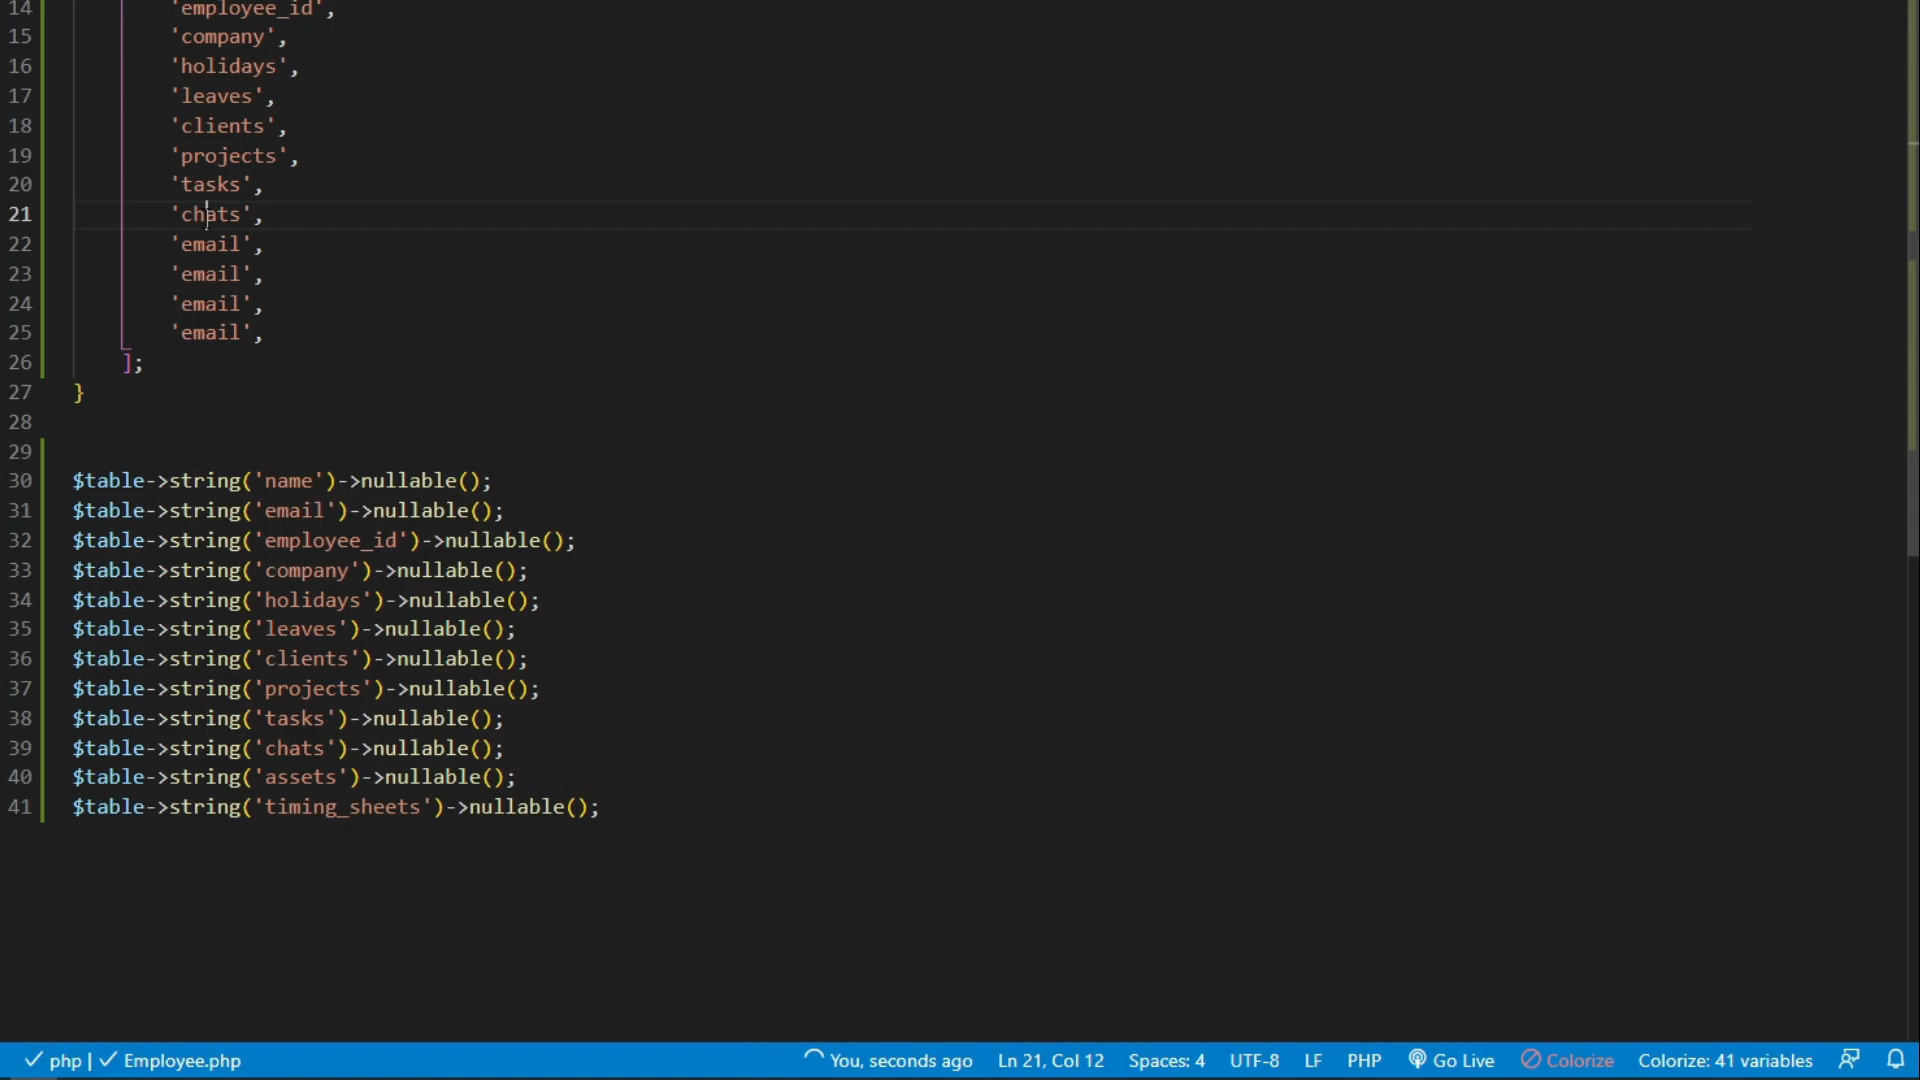 14 'employee_id',
15 'company',
16 'holidays',
17 'leaves',
18 'clients',
19 'projects',
20 'tasks',
21 'chats',
22 'email',
23 'email',
24 'email',
25 'email',
26 ];
27 }
28
29
30 $table->string('name')->nullable();
31 $table->string('email')->nullable();
32 $table->string('employee_id')->nullable();
33 $table->string('company')->nullable();
34 $table->string('holidays')->nullable();
35 $table->string('leaves')->nullable();
36 $table->string('clients')->nullable();
37 $table->string('projects')->nullable();
38 $table->string('tasks')->nullable();
39 $table->string('chats')->nullable();
40 $table->string('assets')->nullable();
41 $table->string('timing_sheets')->nullable();
php | Employee.php You, seconds ago Ln 21, Col 12 Spaces: 4 UTF-8 LF PHP Go Live Colorize Colorize: 41 variables